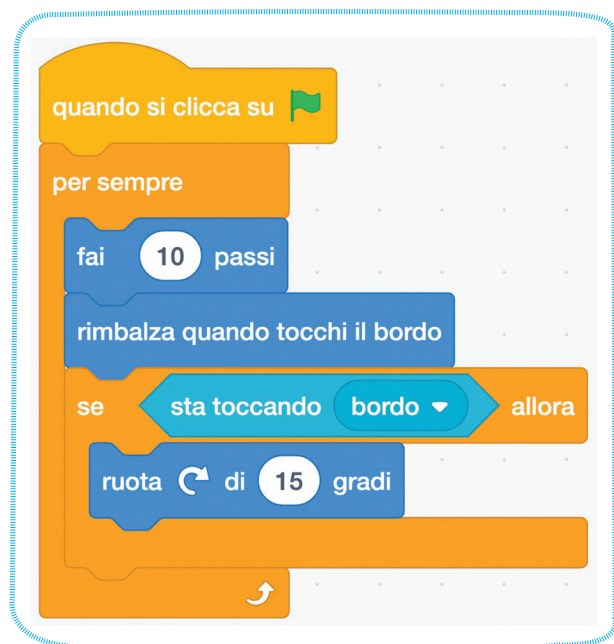 quando si clicca su
per sempre
fai 10 passi
rimbalza quando tocchi il bordo
se sta toccando bordo allora
ruota di 15 gradi